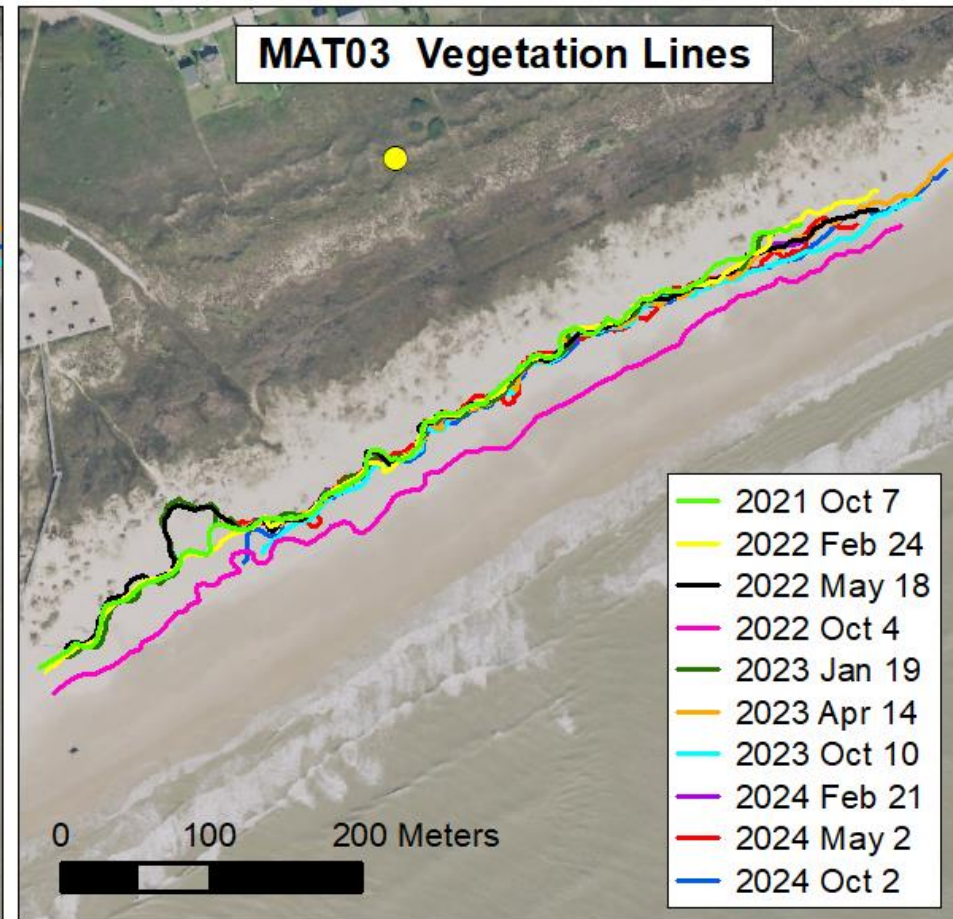 MAT03 Vegetation Lines
2021 Oct 7
2022 Feb 24
2022 May 18
2022 Oct 4
2023 Jan 19
2023 Apr 14
2023 Oct 10
2024 Feb 21
2024 May 2
2024 Oct 2
0 100 200 Meters